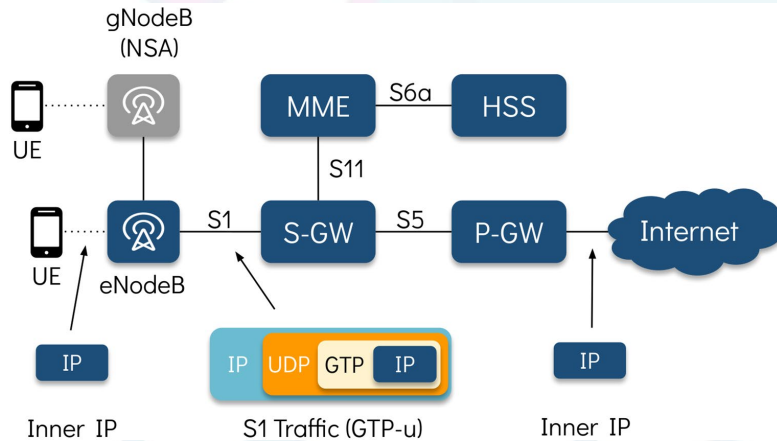 gNodeB
(NSA)
UE
MME
S6a
HSS
S11
UE
eNodeB
S1
S-GW
S5
P-GW
Internet
IP
IP
UDP
GTP
IP
IP
Inner IP
S1 Traffic (GTP-u)
Inner IP